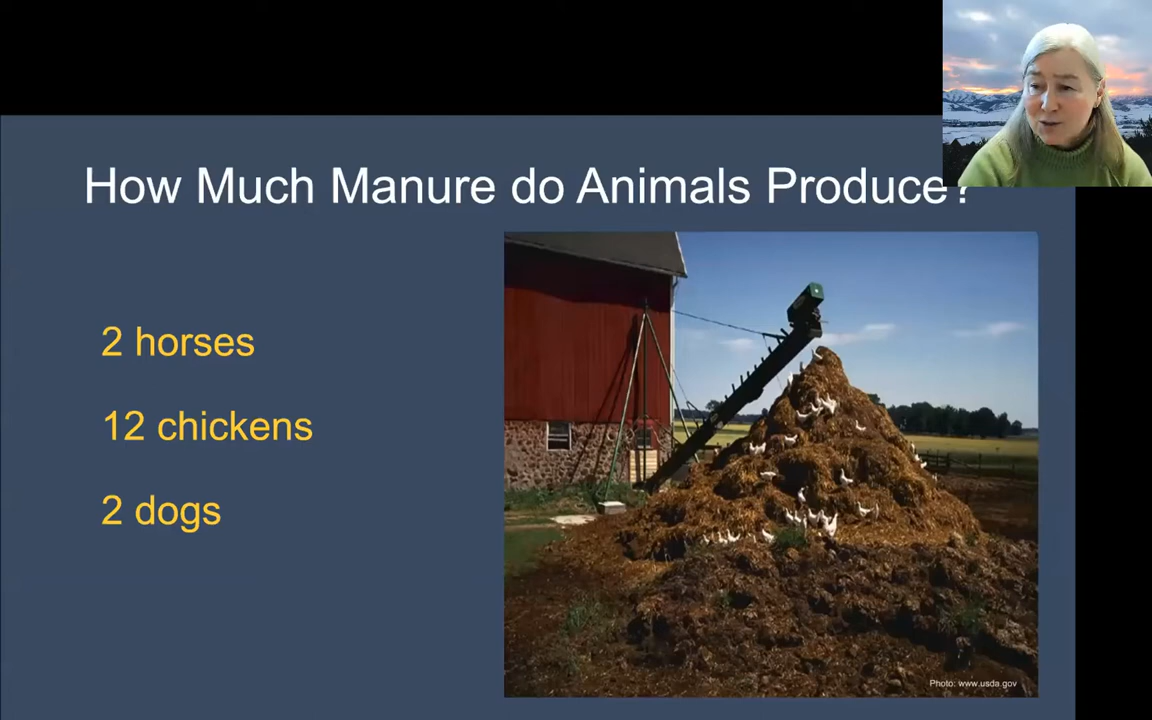 How Much Manure do Animals Produce?
2 horses
12 chickens
2 dogs
Photo: www.usda.gov